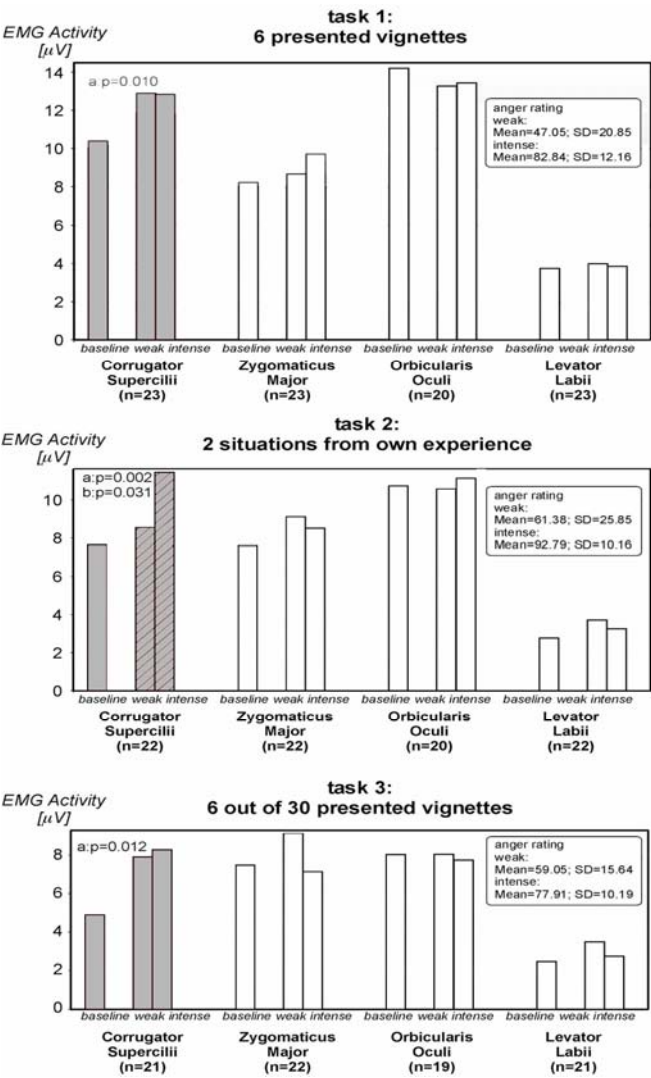 task 1:
6 presented vignettes
EMG Activity
[µV]
a:p=0.010
anger rating
weak:
Mean=47.05; SD=20.85
intense:
Mean=82.84; SD=12.16
14
12
10
8
6
4
2
0
baseline weak intense baseline weak intense baseline weak intense baseline weak intense
Corrugator Zygomaticus Orbicularis Levator
Supercilii Major Oculi Labii
(n=23) (n=23) (n=20) (n=23)
task 2:
2 situations from own experience
EMG Activity
[µV]
a:p=0.002
b:p=0.031
anger rating
weak:
Mean=61.38; SD=25.85
intense:
Mean=92.79; SD=10.16
10
8
6
4
2
0
baseline weak intense baseline weak intense baseline weak intense baseline weak intense
Corrugator Zygomaticus Orbicularis Levator
Supercilii Major Oculi Labii
(n=22) (n=22) (n=20) (n=22)
task 3:
6 out of 30 presented vignettes
EMG Activity
[µV]
a:p=0.012
anger rating
weak:
Mean=59.05; SD=15.64
intense:
Mean=77.91; SD=10.19
8
6
4
2
0
baseline weak intense baseline weak intense baseline weak intense baseline weak intense
Corrugator Zygomaticus Orbicularis Levator
Supercilii Major Oculi Labii
(n=21) (n=22) (n=19) (n=21)